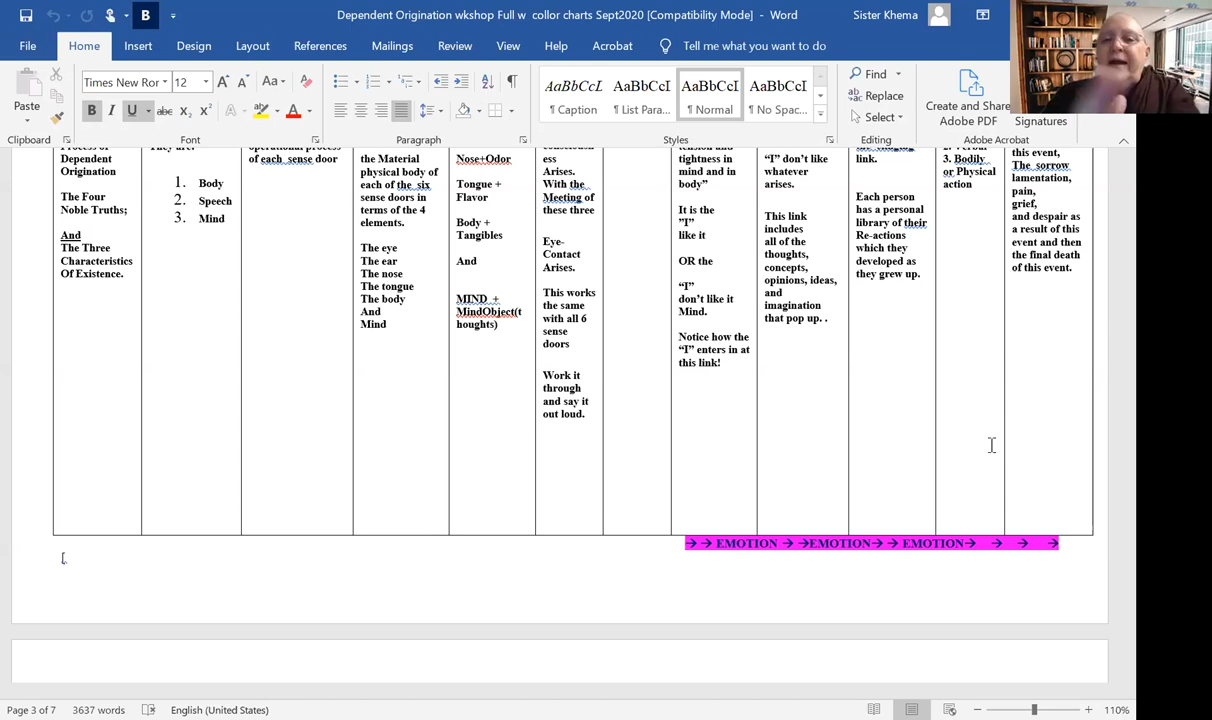 Dependent Origination wkshop Full w collor charts Sept2020 [Compatibility Mode] - Word
Sister Khema
File
Home
Insert
Design
Layout
References
Mailings
Review
View
Help
Acrobat
Tell me what you want to do
Paste
Clipboard
Times New Ror
12
Font
Paragraph
AaBbCcI
Caption
AaBbCcI
List Para...
AaBbCcI
Normal
AaBbCcI
No Spac...
Styles
Find
Replace
Select
Editing
Create and Share
Adobe PDF
Signatures
Adobe Acrobat
Process of
Dependent
Origination
The Four
Noble Truths;
And
The Three
Characteristics
Of Existence.
They are:
1. Body
2. Speech
3. Mind
operational process
of each sense door
the Material
physical body of
each of the six
sense doors in
terms of the 4
elements.
The eye
The ear
The nose
The tongue
The body
And
Mind
Nose+Odor
Tongue +
Flavor
Body +
Tangibles
And
MIND +
MindObject(t
houghts)
consciousn
ess
Arises.
With the
Meeting of
these three
Eye-
Contact
Arises.
This works
the same
with all 6
sense
doors
Work it
through
and say it
out loud.
tension and
tightness in
mind and in
body”
It is the
”I”
like it
OR the
“I”
don’t like it
Mind.
Notice how the
“I” enters in at
this link!
“I” don’t like
whatever
arises.
This link
includes
all of the
thoughts,
concepts,
opinions, ideas,
and
imagination
that pop up. .
link.
Each person
has a personal
library of their
Re-actions
which they
developed as
they grew up.
2. Verbal
3. Bodily
or Physical
action
this event,
The sorrow
lamentation,
pain,
grief,
and despair as
a result of this
event and then
the final death
of this event.
→ → EMOTION → →EMOTION→ → EMOTION→ → → →
[.
Page 3 of 7
3637 words
English (United States)
110%